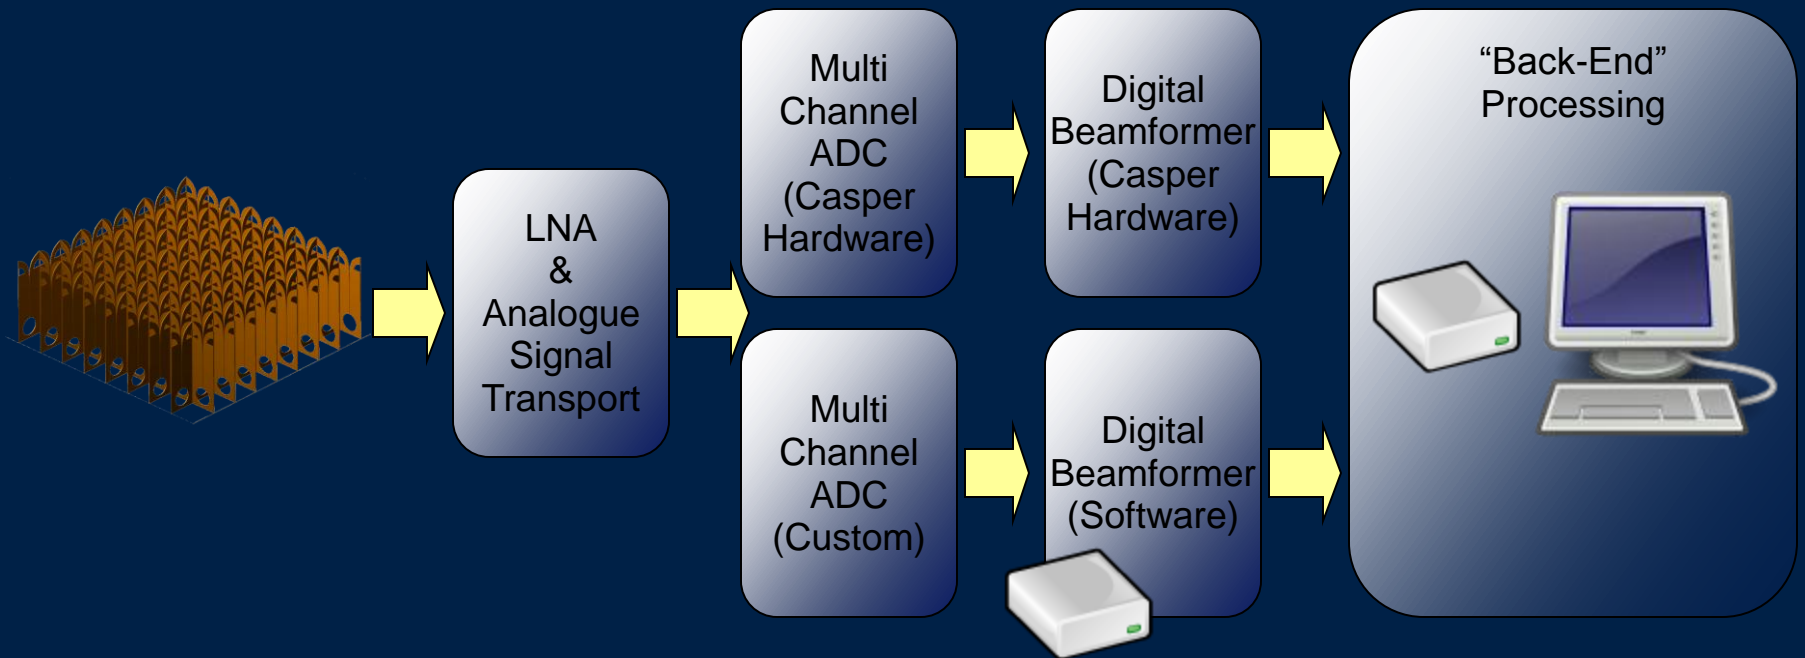 LNA
&
Analogue
Signal
Transport
Multi
Channel
ADC
(Casper
Hardware)
Digital
Beamformer
(Casper
Hardware)
Multi
Channel
ADC
(Custom)
Digital
Beamformer
(Software)
“Back-End”
Processing